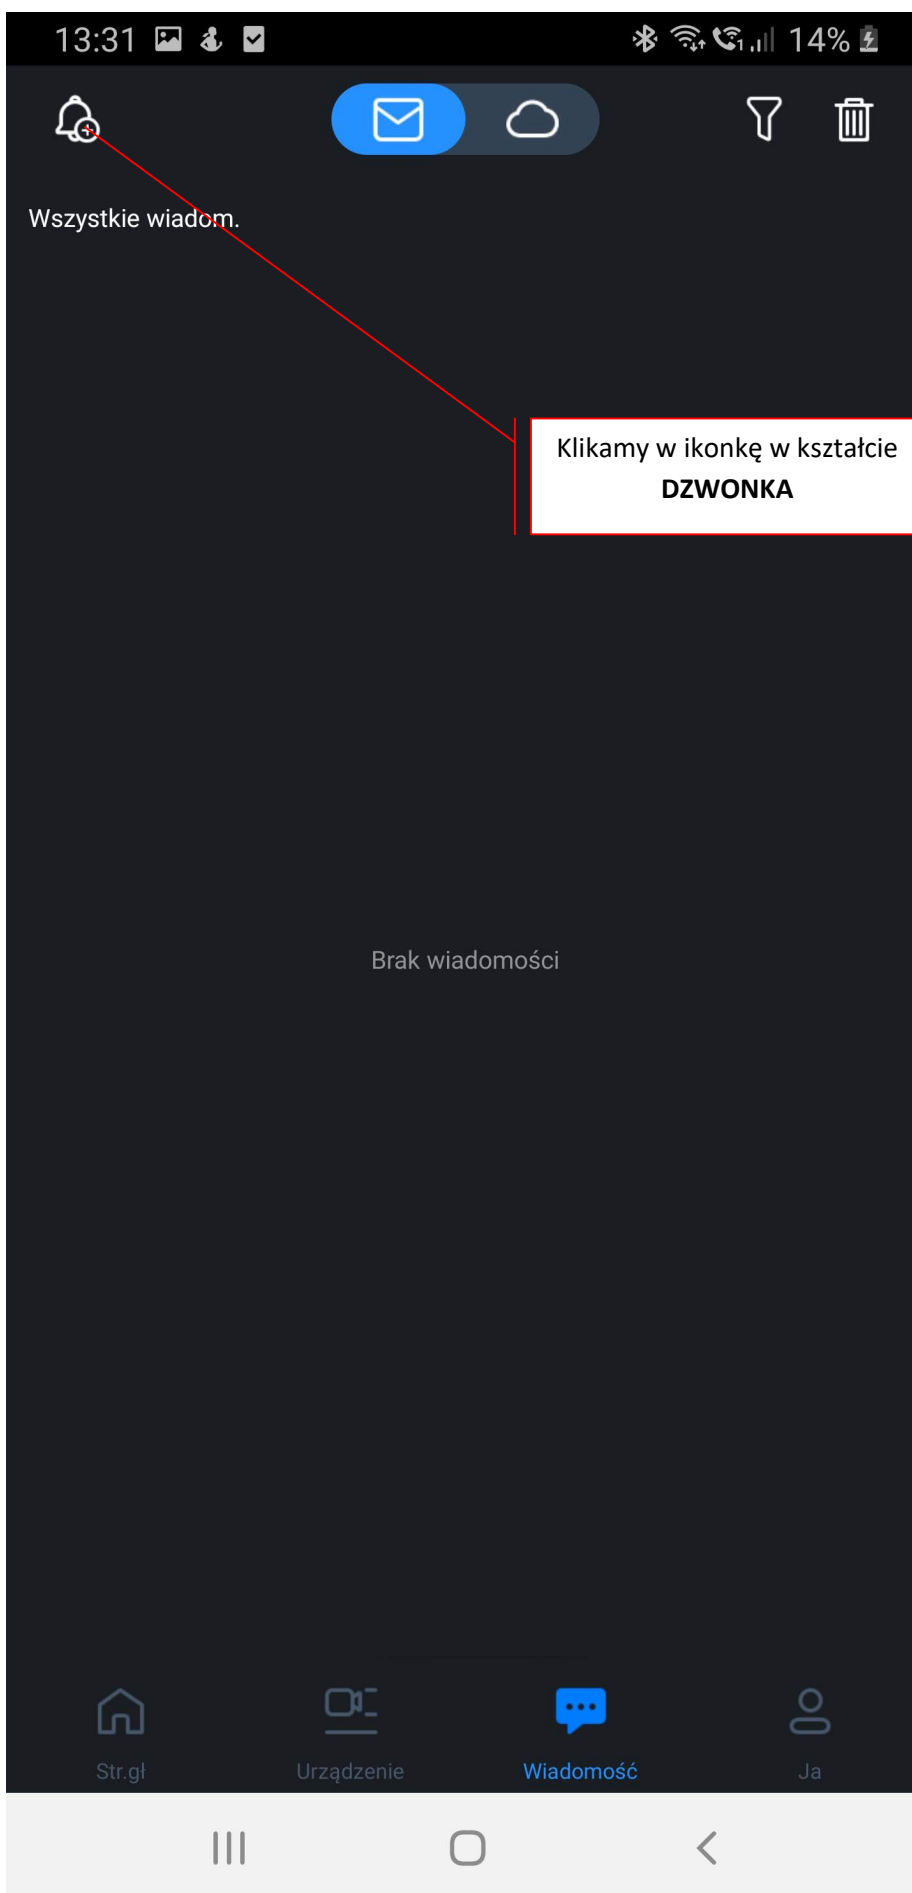 13:31 14%
Wszystkie wiadom.
Klikamy w ikonkę w kształcie
DZWONKA
Brak wiadomości
Str.gł Urządzenie Wiadomość Ja